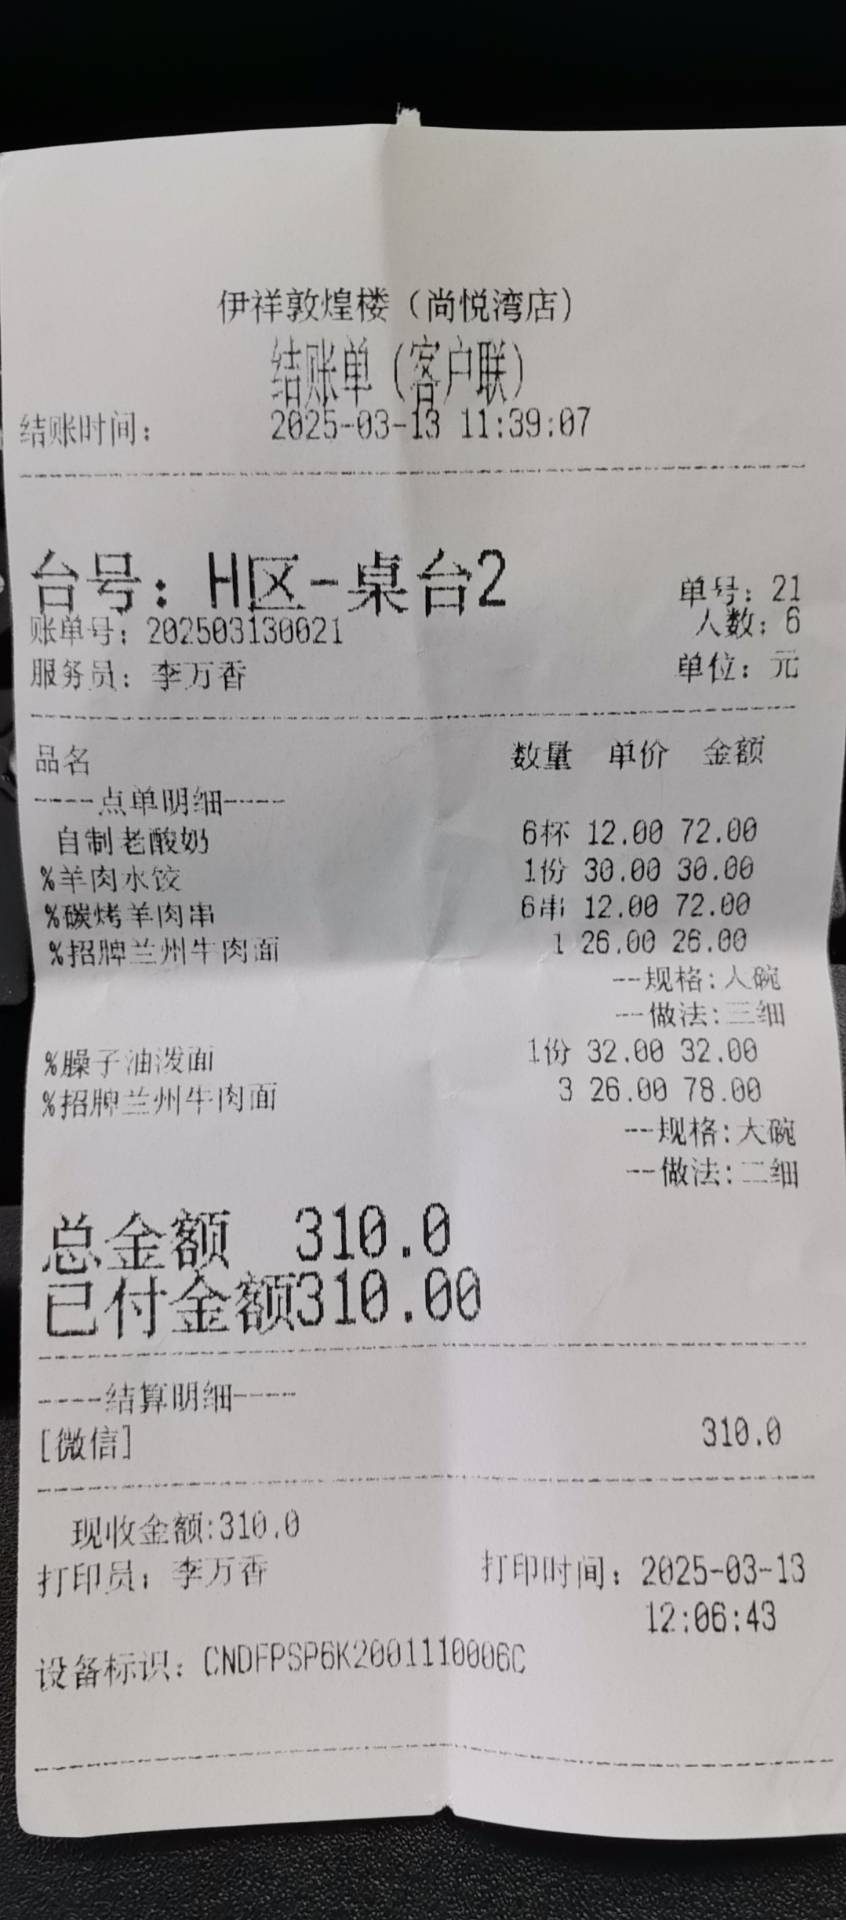 伊祥敦煌楼（尚悦湾店）
结账单（客户联）
结账时间： 2025-03-13 11:39:07
台号：H区-桌台2
单号：21
账单号：202503130021 人数：6
服务员：李万香 单位：元
品名 数量 单价 金额
----点单明细----
自制老酸奶 6杯 12.00 72.00
%羊肉水饺 1份 30.00 30.00
%碳烤羊肉串 6串 12.00 72.00
%招牌兰州牛肉面 1 26.00 26.00
--规格:大碗
--做法:三细
%臊子油泼面 1份 32.00 32.00
%招牌兰州牛肉面 3 26.00 78.00
--规格:大碗
--做法:二细
总金额 310.0
已付金额310.00
----结算明细----
[微信] 310.0
现收金额:310.0
打印员：李万香 打印时间：2025-03-13
12:06:43
设备标识：CNDFPSP6K2001110006C